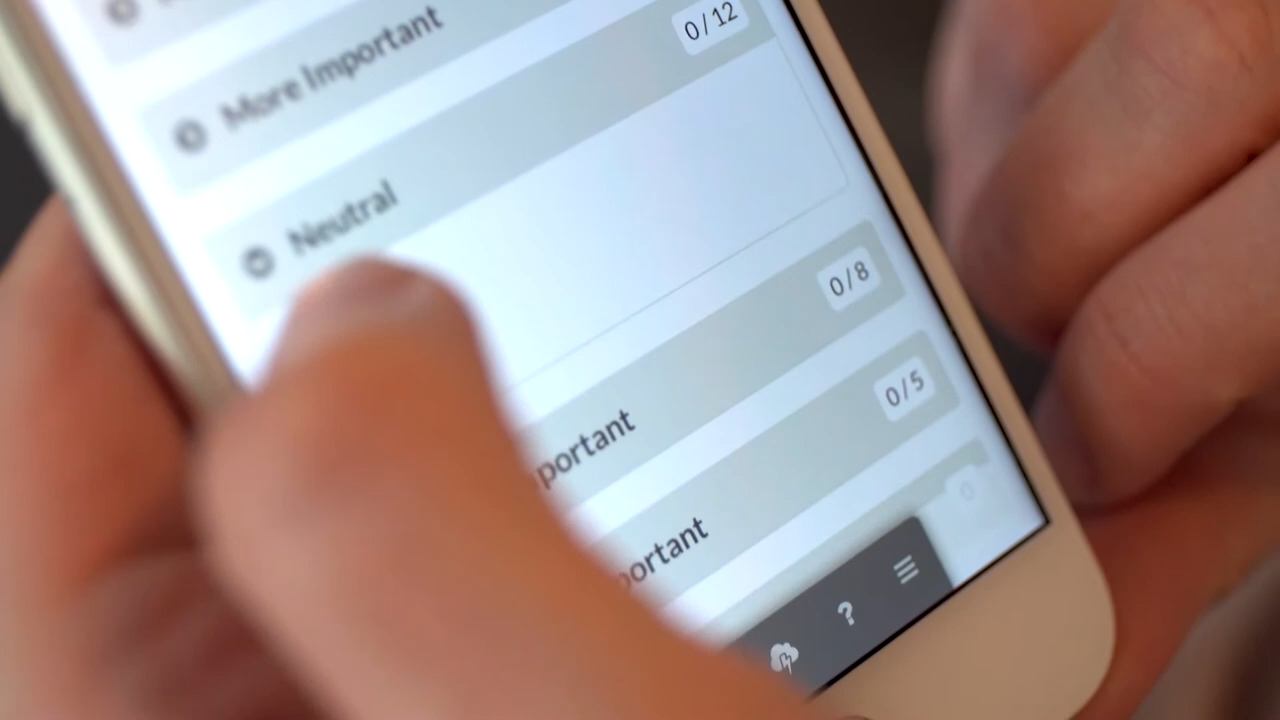 More Important
Neutral 0/12
0/8
portant 0/5
portant
?